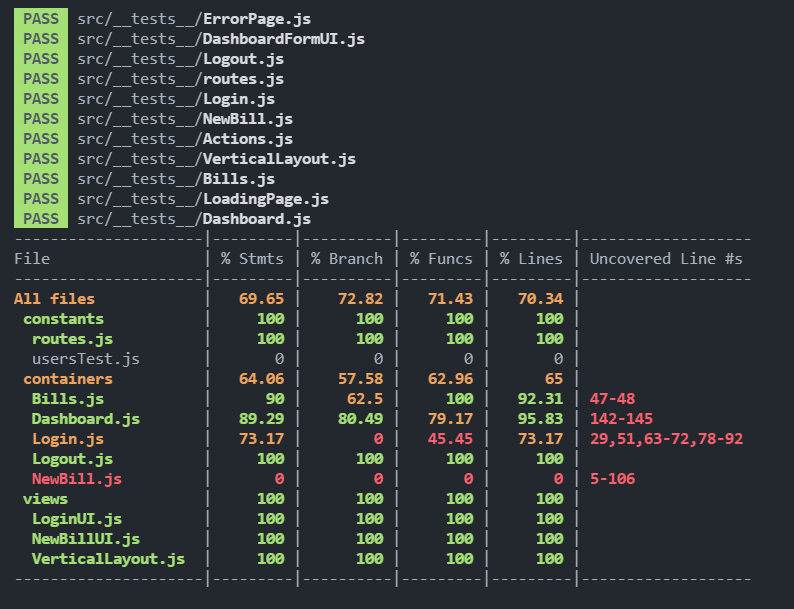 PASS src/__tests__/ErrorPage.js
PASS src/__tests__/DashboardFormUI.js
PASS src/__tests__/Logout.js
PASS src/__tests__/routes.js
PASS src/__tests__/Login.js
PASS src/__tests__/NewBill.js
PASS src/__tests__/Actions.js
PASS src/__tests__/VerticalLayout.js
PASS src/__tests__/Bills.js
PASS src/__tests__/LoadingPage.js
PASS src/__tests__/Dashboard.js
---------------------|---------|----------|---------|---------|-------------------
File                 | % Stmts | % Branch | % Funcs | % Lines | Uncovered Line #s
---------------------|---------|----------|---------|---------|-------------------
All files            |   69.65 |    72.82 |   71.43 |   70.34 |
 constants           |     100 |      100 |     100 |     100 |
  routes.js          |     100 |      100 |     100 |     100 |
  usersTest.js       |       0 |        0 |       0 |       0 |
 containers          |   64.06 |    57.58 |   62.96 |      65 |
  Bills.js           |      90 |     62.5 |     100 |   92.31 | 47-48
  Dashboard.js       |   89.29 |    80.49 |   79.17 |   95.83 | 142-145
  Login.js           |   73.17 |        0 |   45.45 |   73.17 | 29,51,63-72,78-92
  Logout.js          |     100 |      100 |     100 |     100 |
  NewBill.js         |       0 |        0 |       0 |       0 | 5-106
 views               |     100 |      100 |     100 |     100 |
  LoginUI.js         |     100 |      100 |     100 |     100 |
  NewBillUI.js       |     100 |      100 |     100 |     100 |
  VerticalLayout.js  |     100 |      100 |     100 |     100 |
---------------------|---------|----------|---------|---------|-------------------